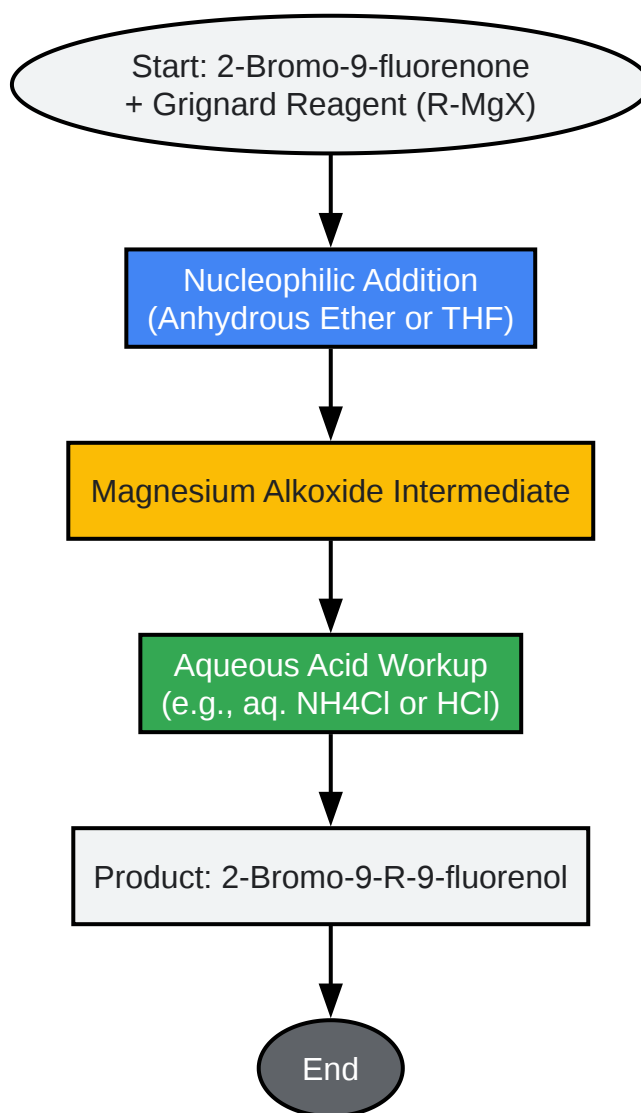 Start: 2-Bromo-9-fluorenone
+ Grignard Reagent (R-MgX)
Nucleophilic Addition
(Anhydrous Ether or THF)
Magnesium Alkoxide Intermediate
Aqueous Acid Workup
(e.g., aq. NH4Cl or HCl)
Product: 2-Bromo-9-R-9-fluorenol
End